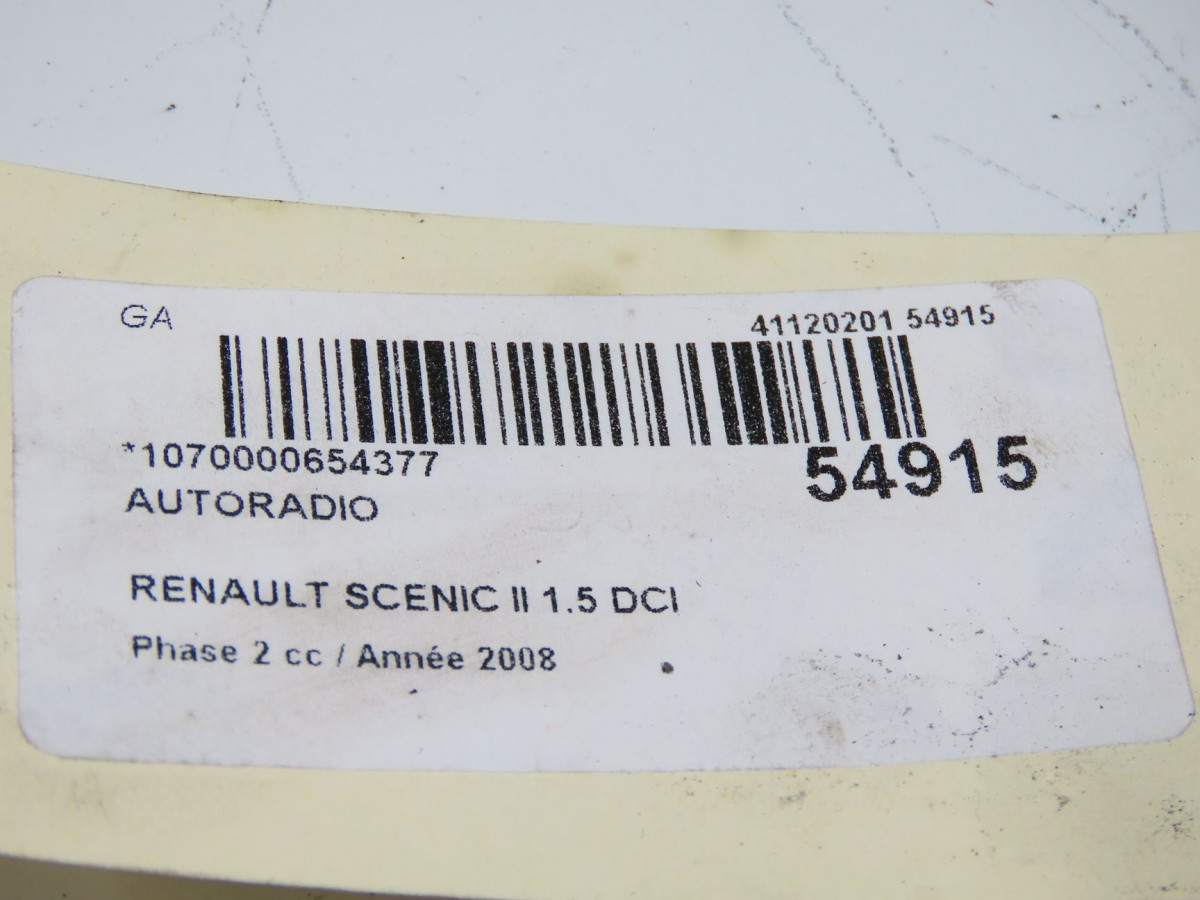 GA 41120201 54915
*1070000654377 54915
AUTORADIO
RENAULT SCENIC II 1.5 DCI
Phase 2 cc / Année 2008